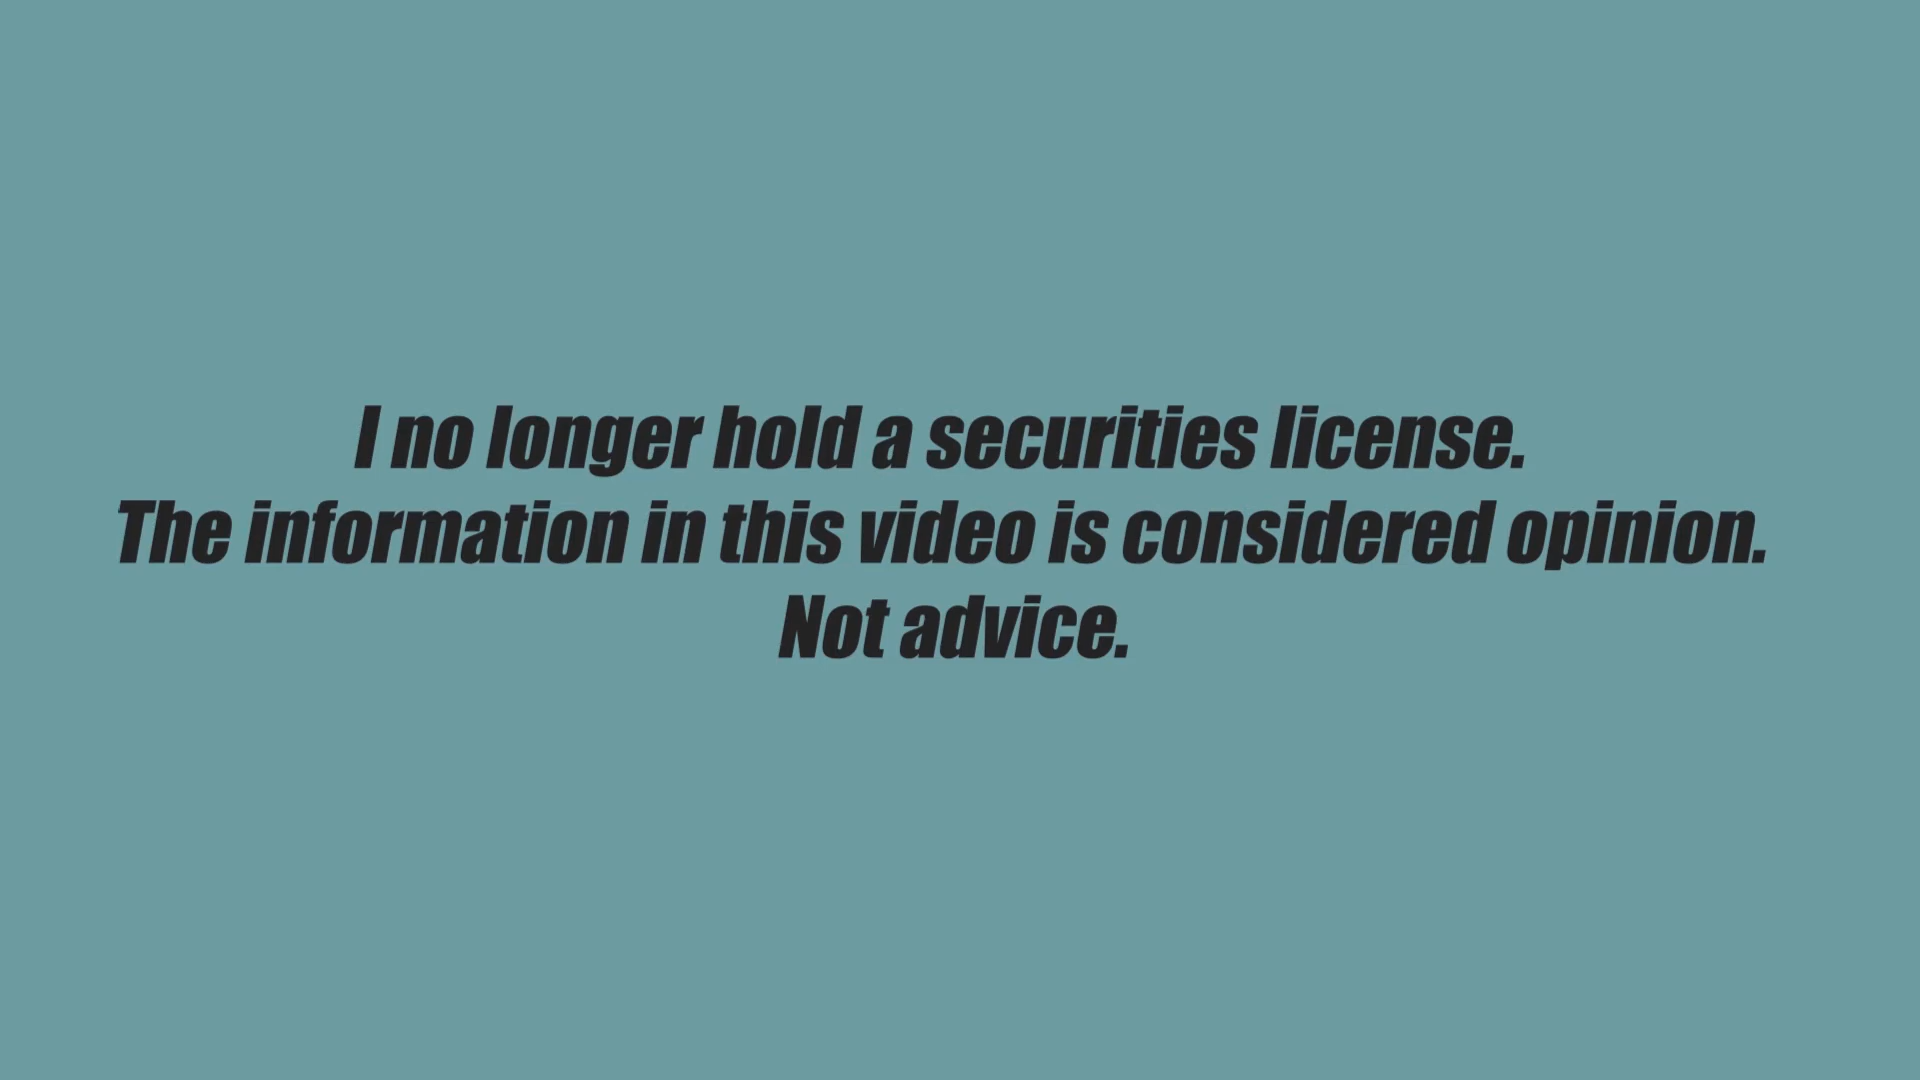 I no longer hold a securities license.
The information in this video is considered opinion.
Not advice.